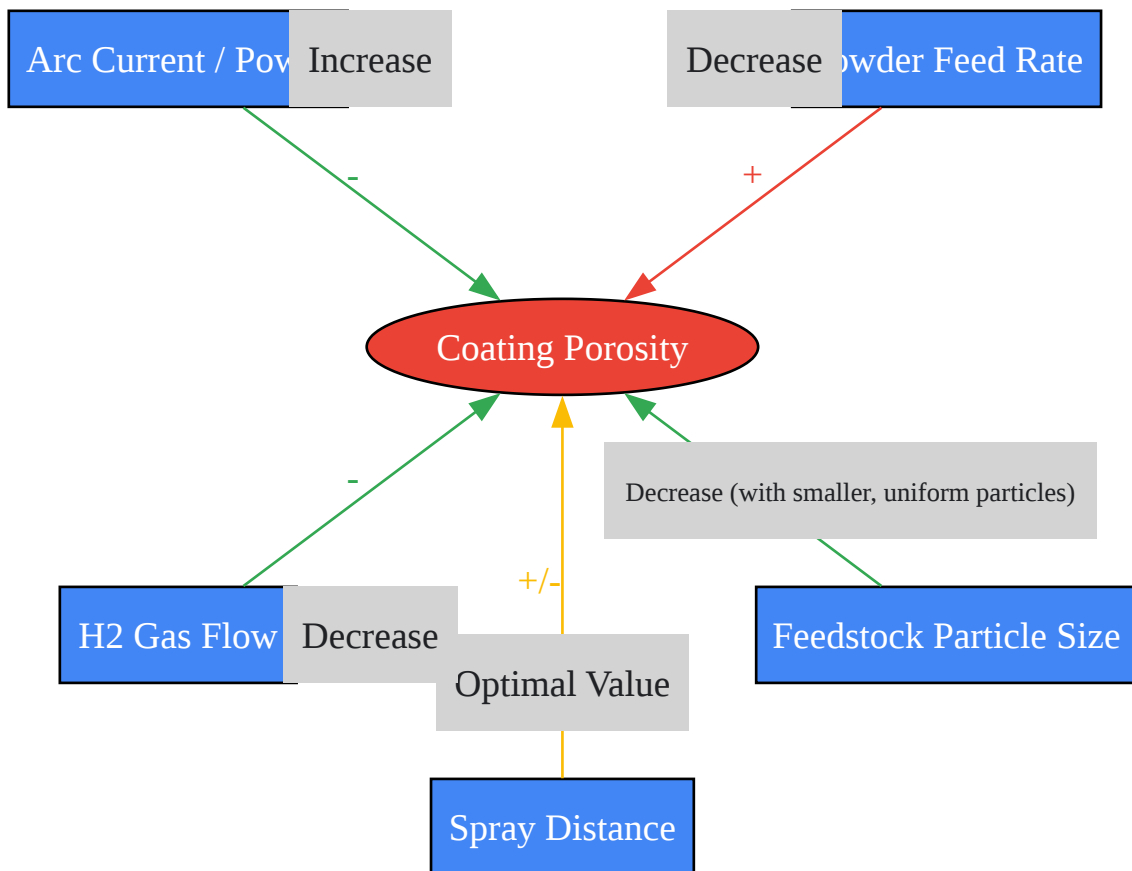 Arc Current / Pow
Increase
Decrease
owder Feed Rate
-
+
Coating Porosity
-
Decrease (with smaller, uniform particles)
+/-
H2 Gas Flow
Decrease
Optimal Value
Feedstock Particle Size
Spray Distance